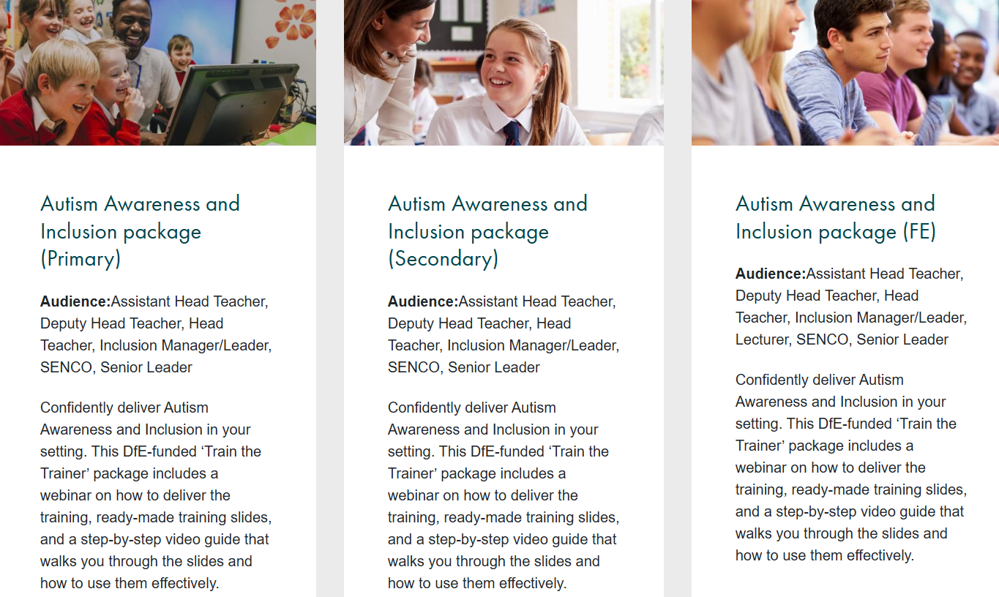 Autism Awareness and
Inclusion package
(Primary)
Audience:Assistant Head Teacher,
Deputy Head Teacher, Head
Teacher, Inclusion Manager/Leader,
SENCO, Senior Leader
Confidently deliver Autism
Awareness and Inclusion in your
setting. This DfE-funded ‘Train the
Trainer’ package includes a
webinar on how to deliver the
training, ready-made training slides,
and a step-by-step video guide that
walks you through the slides and
how to use them effectively.
Autism Awareness and
Inclusion package
(Secondary)
Audience:Assistant Head Teacher,
Deputy Head Teacher, Head
Teacher, Inclusion Manager/Leader,
SENCO, Senior Leader
Confidently deliver Autism
Awareness and Inclusion in your
setting. This DfE-funded ‘Train the
Trainer’ package includes a
webinar on how to deliver the
training, ready-made training slides,
and a step-by-step video guide that
walks you through the slides and
how to use them effectively.
Autism Awareness and
Inclusion package (FE)
Audience:Assistant Head Teacher,
Deputy Head Teacher, Head
Teacher, Inclusion Manager/Leader,
Lecturer, SENCO, Senior Leader
Confidently deliver Autism
Awareness and Inclusion in your
setting. This DfE-funded ‘Train the
Trainer’ package includes a
webinar on how to deliver the
training, ready-made training slides,
and a step-by-step video guide that
walks you through the slides and
how to use them effectively.